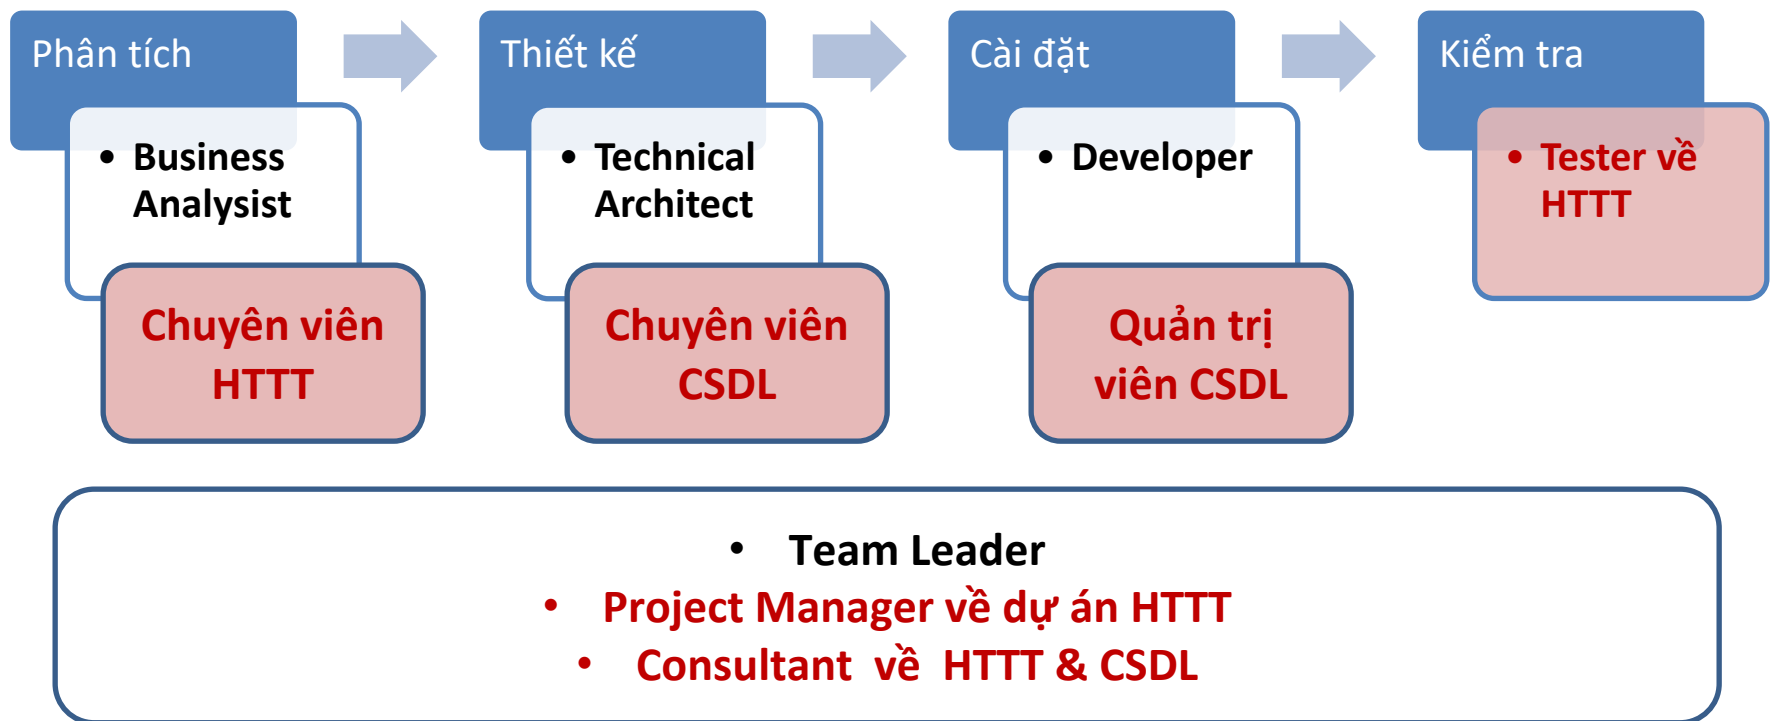 Phân tích
• Business
Analysist
Chuyên viên
HTTT
Thiết kế
• Technical
Architect
Chuyên viên
CSDL
Cài đặt
• Developer
Quản trị
viên CSDL
Kiểm tra
• Tester về
HTTT
• Team Leader
• Project Manager về dự án HTTT
• Consultant về HTTT & CSDL